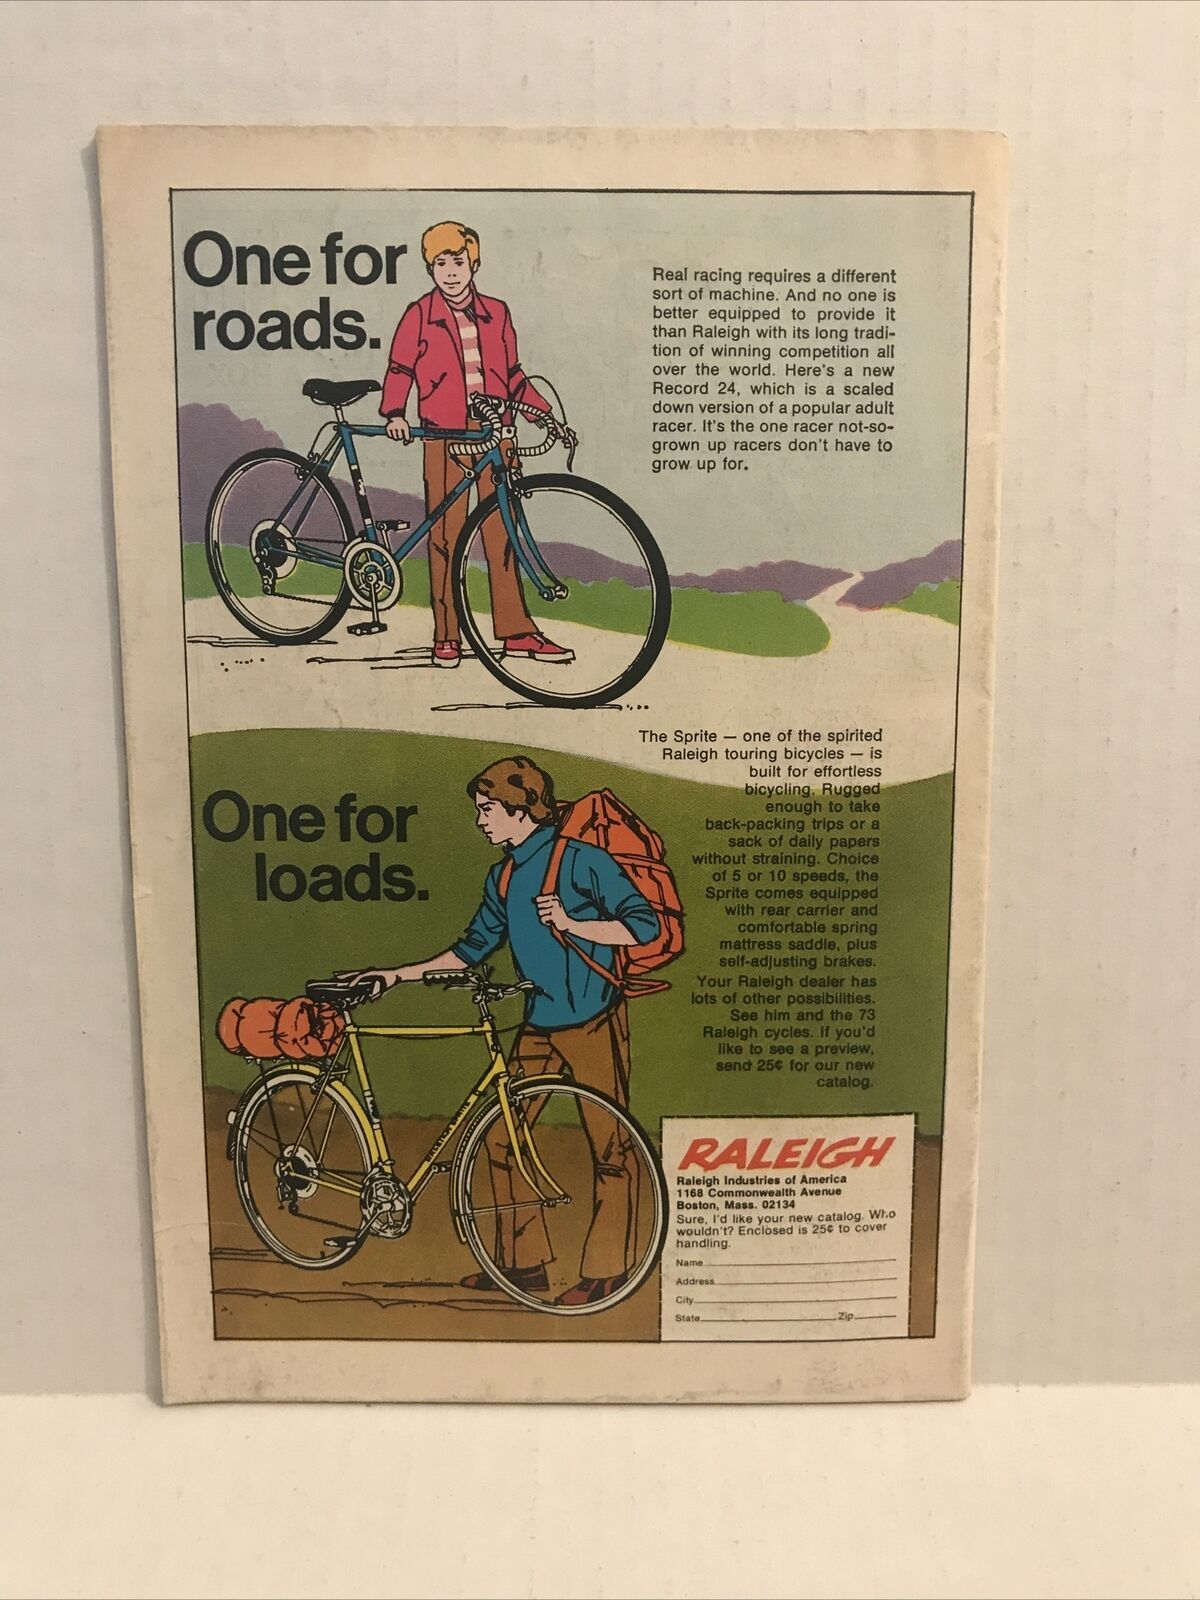 One for
roads.
Real racing requires a different
sort of machine. And no one is
better equipped to provide it
than Raleigh with its long tradi-
tion of winning competition all
over the world. Here's a new
Record 24, which is a scaled
down version of a popular adult
racer. It's the one racer not-so-
grown up racers don't have to
grow up for.
The Sprite — one of the spirited
Raleigh touring bicycles — is
built for effortless
bicycling. Rugged
enough to take
back-packing trips or a
sack of daily papers
without straining. Choice
of 5 or 10 speeds, the
Sprite comes equipped
with rear carrier and
comfortable spring
mattress saddle, plus
self-adjusting brakes.
Your Raleigh dealer has
lots of other possibilities.
See him and the 73
Raleigh cycles. If you'd
like to see a preview,
send 25¢ for our new
catalog.
One for
loads.
RALEIGH SPRITE
RALEIGH
Raleigh Industries of America
1168 Commonwealth Avenue
Boston, Mass. 02134
Sure, I'd like your new catalog. Who
wouldn't? Enclosed is 25¢ to cover
handling.
Name
Address
City
State Zip